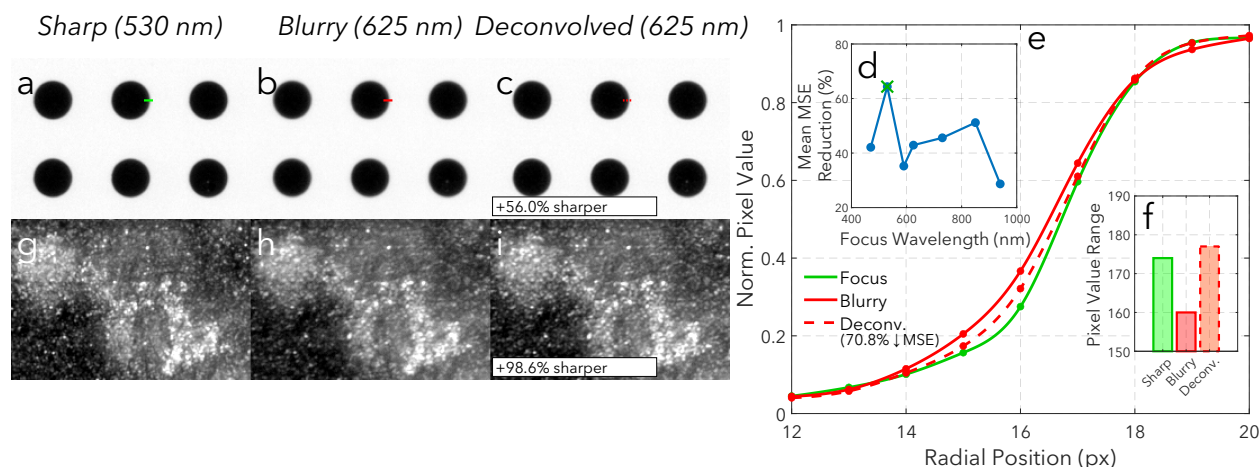 Sharp (530 nm)
Blurry (625 nm)
Deconvolved (625 nm)
a
b
c
+56.0% sharper
g
h
i
+98.6% sharper
e
Norm. Pixel Value
1
0.8
0.6
0.4
0.2
0
12
14
16
18
20
Radial Position (px)
d
Mean MSE
Reduction (%)
80
60
40
20
400
600
800
1000
Focus Wavelength (nm)
Focus
Blurry
Deconv.
(70.8%↓MSE)
f
Pixel Value Range
190
180
170
160
150
Sharp
Blurry
Deconv.